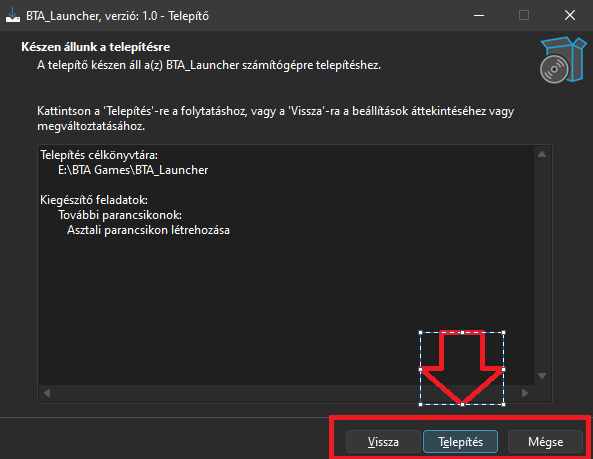 BTA_Launcher, verzió: 1.0 - Telepítő
Készen állunk a telepítésre
A telepítő készen áll a(z) BTA_Launcher számítógépre telepítéshez.
Kattintson a 'Telepítés'-re a folytatáshoz, vagy a 'Vissza'-ra a beállítások áttekintéséhez vagy
megváltoztatásához.
Telepítés célkönyvtára:
E:\BTA Games\BTA_Launcher
Kiegészítő feladatok:
További parancsikonok:
Asztali parancsikon létrehozása
Vissza
Telepítés
Mégse